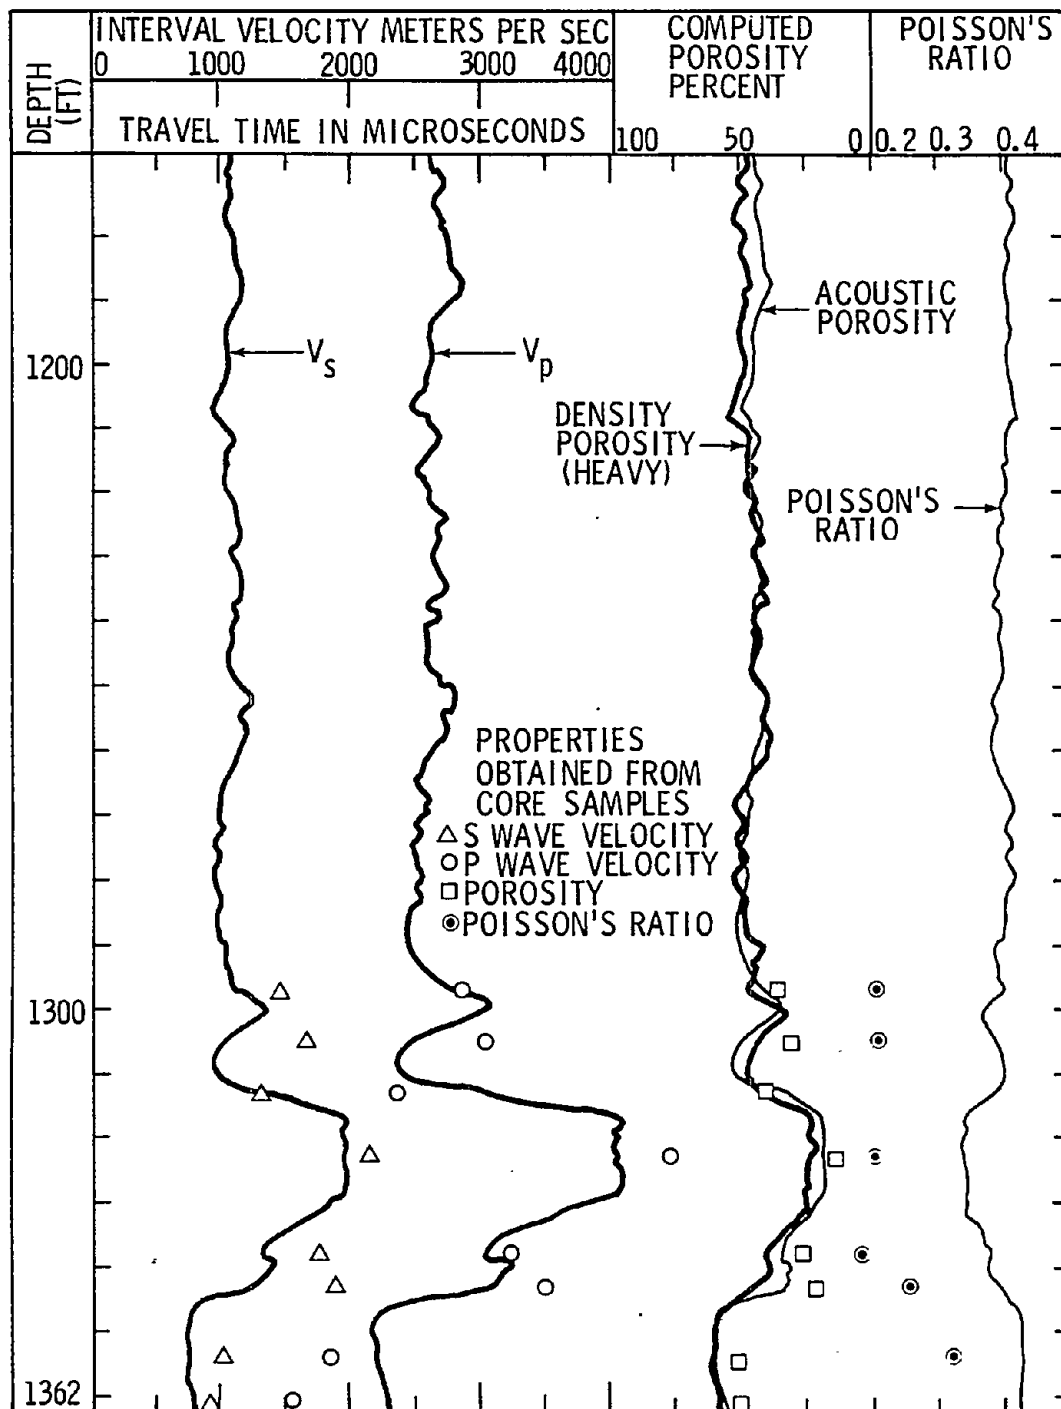 DEPTH (FT)
INTERVAL VELOCITY METERS PER SEC
0 1000 2000 3000 4000
TRAVEL TIME IN MICROSECONDS
COMPUTED
POROSITY
PERCENT
100 50 0
POISSON'S
RATIO
0.2 0.3 0.4
ACOUSTIC
POROSITY
1200
Vs
Vp
DENSITY
POROSITY
(HEAVY)
POISSON'S
RATIO
PROPERTIES
OBTAINED FROM
CORE SAMPLES
△ S WAVE VELOCITY
○ P WAVE VELOCITY
□ POROSITY
◉ POISSON'S RATIO
1300
1362